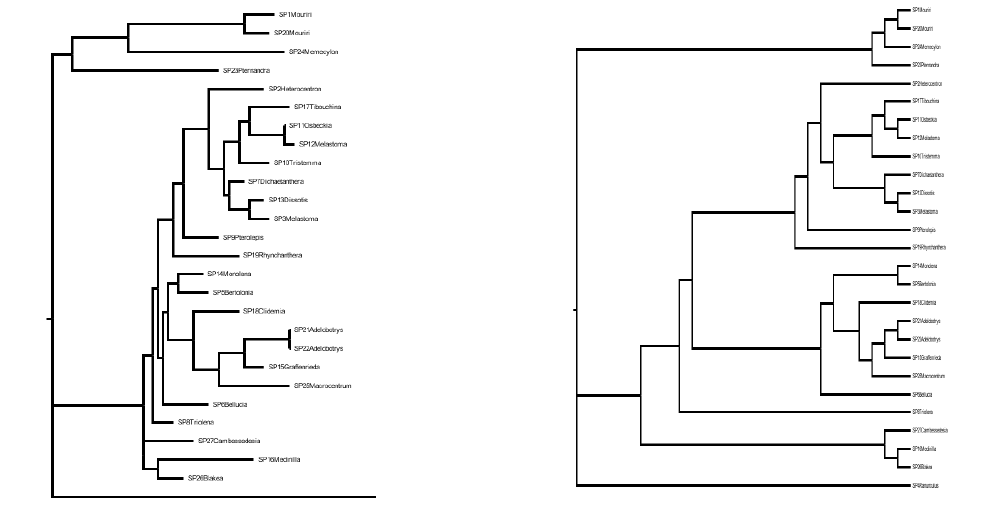 SP1Mouriri
SP20Mouriri
SP24Memecylon
SP23Pternandra
SP2Heterocentron
SP17Tibouchina
SP11Osbeckia
SP12Melastoma
SP10Tristemma
SP7Dichaetanthera
SP13Dissotis
SP3Melastoma
SP9Pterolepis
SP19Rhynchanthera
SP14Monolena
SP5Bertolonia
SP18Clidemia
SP21Adelobotrys
SP22Adelobotrys
SP15Graffenrieda
SP25Macrocentrum
SP6Bellucia
SP8Triolena
SP27Cambessedesia
SP16Medinilla
SP26Blakea
SP1Mouriri
SP20Mouriri
SP24Memecylon
SP23Pternandra
SP2Heterocentron
SP17Tibouchina
SP11Osbeckia
SP12Melastoma
SP10Tristemma
SP7Dichaetanthera
SP13Dissotis
SP3Melastoma
SP9Pterolepis
SP19Rhynchanthera
SP14Monolena
SP5Bertolonia
SP18Clidemia
SP21Adelobotrys
SP22Adelobotrys
SP15Graffenrieda
SP25Macrocentrum
SP6Bellucia
SP8Triolena
SP27Cambessedesia
SP16Medinilla
SP26Blakea